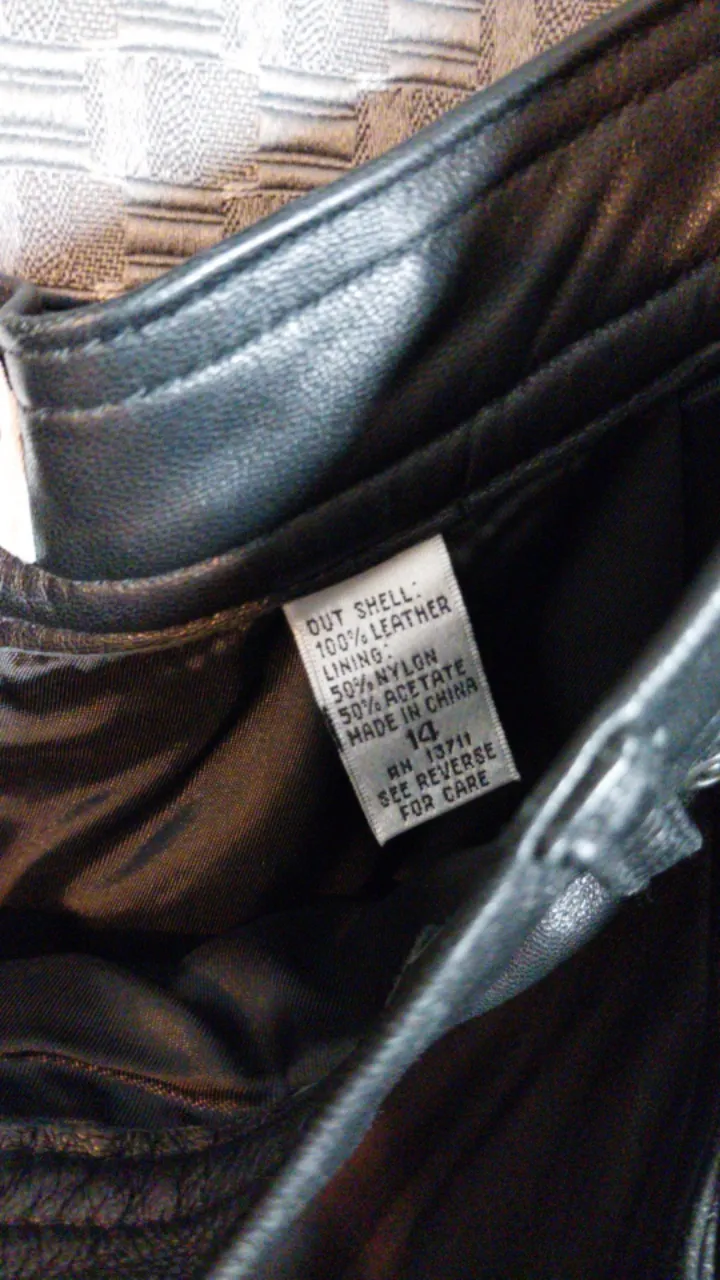 OUT SHELL:
100% LEATHER
LINING:
50% NYLON
50% ACETATE
MADE IN CHINA
14
RN 13711
SEE REVERSE
FOR CARE